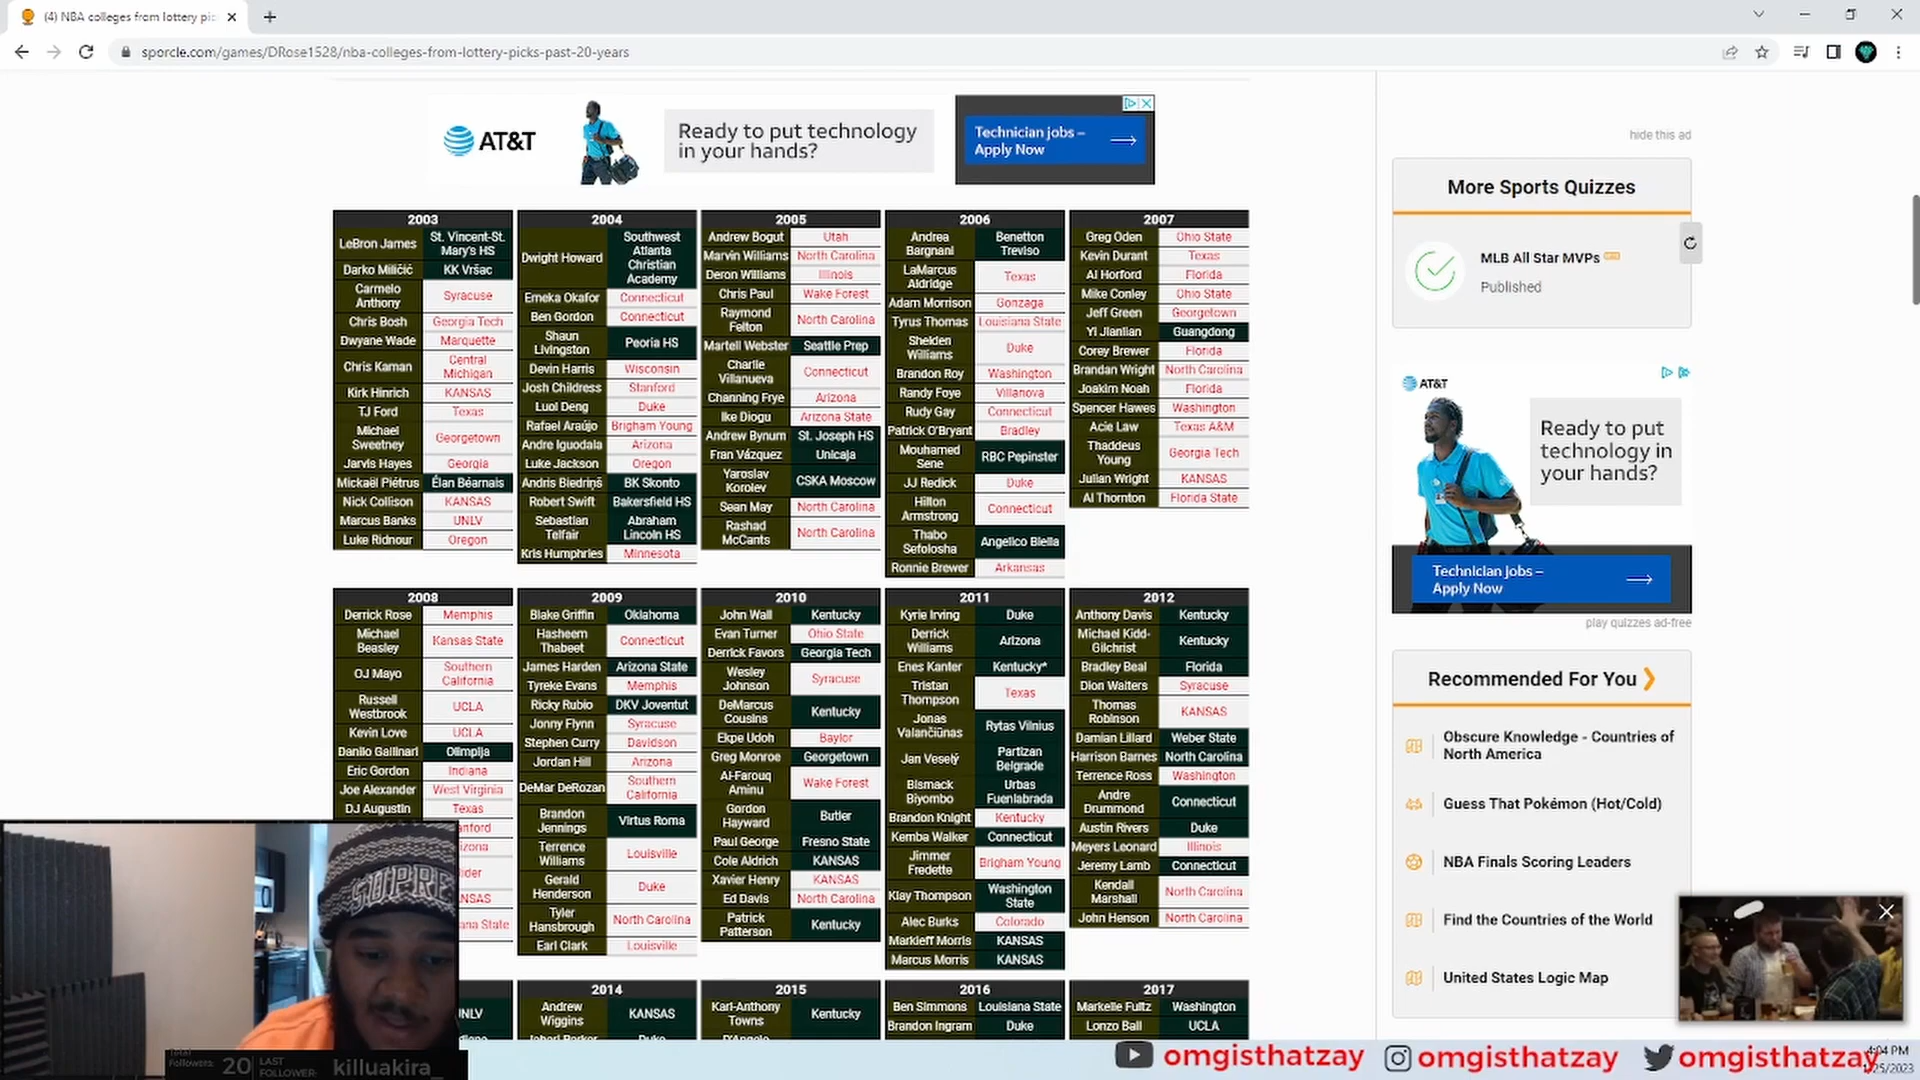 (4) NBA colleges from lottery pic
sporcle.com/games/DRose1528/nba-colleges-from-lottery-picks-past-20-years
AT&T
Ready to put technology
in your hands?
Technician jobs –
Apply Now
2003
LeBron James St. Vincent-St. Mary's HS
Darko Miličić KK Vršac
Carmelo Anthony Syracuse
Chris Bosh Georgia Tech
Dwyane Wade Marquette
Chris Kaman Central Michigan
Kirk Hinrich KANSAS
TJ Ford Texas
Michael Sweetney Georgetown
Jarvis Hayes Georgia
Mickaël Piétrus Élan Béarnais
Nick Collison KANSAS
Marcus Banks UNLV
Luke Ridnour Oregon
2004
Dwight Howard Southwest Atlanta Christian Academy
Emeka Okafor Connecticut
Ben Gordon Connecticut
Shaun Livingston Peoria HS
Devin Harris Wisconsin
Josh Childress Stanford
Luol Deng Duke
Rafael Araújo Brigham Young
Andre Iguodala Arizona
Luke Jackson Oregon
Andris Biedriņš BK Skonto
Robert Swift Bakersfield HS
Sebastian Telfair Abraham Lincoln HS
Kris Humphries Minnesota
2005
Andrew Bogut Utah
Marvin Williams North Carolina
Deron Williams Illinois
Chris Paul Wake Forest
Raymond Felton North Carolina
Martell Webster Seattle Prep
Charlie Villanueva Connecticut
Channing Frye Arizona
Ike Diogu Arizona State
Andrew Bynum St. Joseph HS
Fran Vázquez Unicaja
Yaroslav Korolev CSKA Moscow
Sean May North Carolina
Rashad McCants North Carolina
2006
Andrea Bargnani Benetton Treviso
LaMarcus Aldridge Texas
Adam Morrison Gonzaga
Tyrus Thomas Louisiana State
Shelden Williams Duke
Brandon Roy Washington
Randy Foye Villanova
Rudy Gay Connecticut
Patrick O'Bryant Bradley
Mouhamed Sene RBC Pepinster
JJ Redick Duke
Hilton Armstrong Connecticut
Thabo Sefolosha Angelico Biella
Ronnie Brewer Arkansas
2007
Greg Oden Ohio State
Kevin Durant Texas
Al Horford Florida
Mike Conley Ohio State
Jeff Green Georgetown
Yi Jianlian Guangdong
Corey Brewer Florida
Brandan Wright North Carolina
Joakim Noah Florida
Spencer Hawes Washington
Acie Law Texas A&M
Thaddeus Young Georgia Tech
Julian Wright KANSAS
Al Thornton Florida State
2008
Derrick Rose Memphis
Michael Beasley Kansas State
OJ Mayo Southern California
Russell Westbrook UCLA
Kevin Love UCLA
Danilo Gallinari Olimpija
Eric Gordon Indiana
Joe Alexander West Virginia
DJ Augustin Texas
anford
izona
ider
NSAS
ana State
2009
Blake Griffin Oklahoma
Hasheem Thabeet Connecticut
James Harden Arizona State
Tyreke Evans Memphis
Ricky Rubio DKV Joventut
Jonny Flynn Syracuse
Stephen Curry Davidson
Jordan Hill Arizona
DeMar DeRozan Southern California
Brandon Jennings Virtus Roma
Terrence Williams Louisville
Gerald Henderson Duke
Tyler Hansbrough North Carolina
Earl Clark Louisville
2010
John Wall Kentucky
Evan Turner Ohio State
Derrick Favors Georgia Tech
Wesley Johnson Syracuse
DeMarcus Cousins Kentucky
Ekpe Udoh Baylor
Greg Monroe Georgetown
Al-Farouq Aminu Wake Forest
Gordon Hayward Butler
Paul George Fresno State
Cole Aldrich KANSAS
Xavier Henry KANSAS
Ed Davis North Carolina
Patrick Patterson Kentucky
2011
Kyrie Irving Duke
Derrick Williams Arizona
Enes Kanter Kentucky*
Tristan Thompson Texas
Jonas Valančiūnas Rytas Vilnius
Jan Veselý Partizan Belgrade
Bismack Biyombo Urbas Fuenlabrada
Brandon Knight Kentucky
Kemba Walker Connecticut
Jimmer Fredette Brigham Young
Klay Thompson Washington State
Alec Burks Colorado
Markieff Morris KANSAS
Marcus Morris KANSAS
2012
Anthony Davis Kentucky
Michael Kidd-Gilchrist Kentucky
Bradley Beal Florida
Dion Waiters Syracuse
Thomas Robinson KANSAS
Damian Lillard Weber State
Harrison Barnes North Carolina
Terrence Ross Washington
Andre Drummond Connecticut
Austin Rivers Duke
Meyers Leonard Illinois
Jeremy Lamb Connecticut
Kendall Marshall North Carolina
John Henson North Carolina
UNLV
2014
Andrew Wiggins KANSAS
Jabari Parker Duke
2015
Karl-Anthony Towns Kentucky
D'Angelo
2016
Ben Simmons Louisiana State
Brandon Ingram Duke
2017
Markelle Fultz Washington
Lonzo Ball UCLA
hide this ad
More Sports Quizzes
MLB All Star MVPs
Published
AT&T
Ready to put
technology in
your hands?
Technician jobs –
Apply Now
play quizzes ad-free
Recommended For You
Obscure Knowledge - Countries of
North America
Guess That Pokémon (Hot/Cold)
NBA Finals Scoring Leaders
Find the Countries of the World
United States Logic Map
SUPRE
Total
Followers: 20
LAST
FOLLOWER: killuakira_
omgisthatzay
omgisthatzay
omgisthatzay
4:04 PM
/25/2023